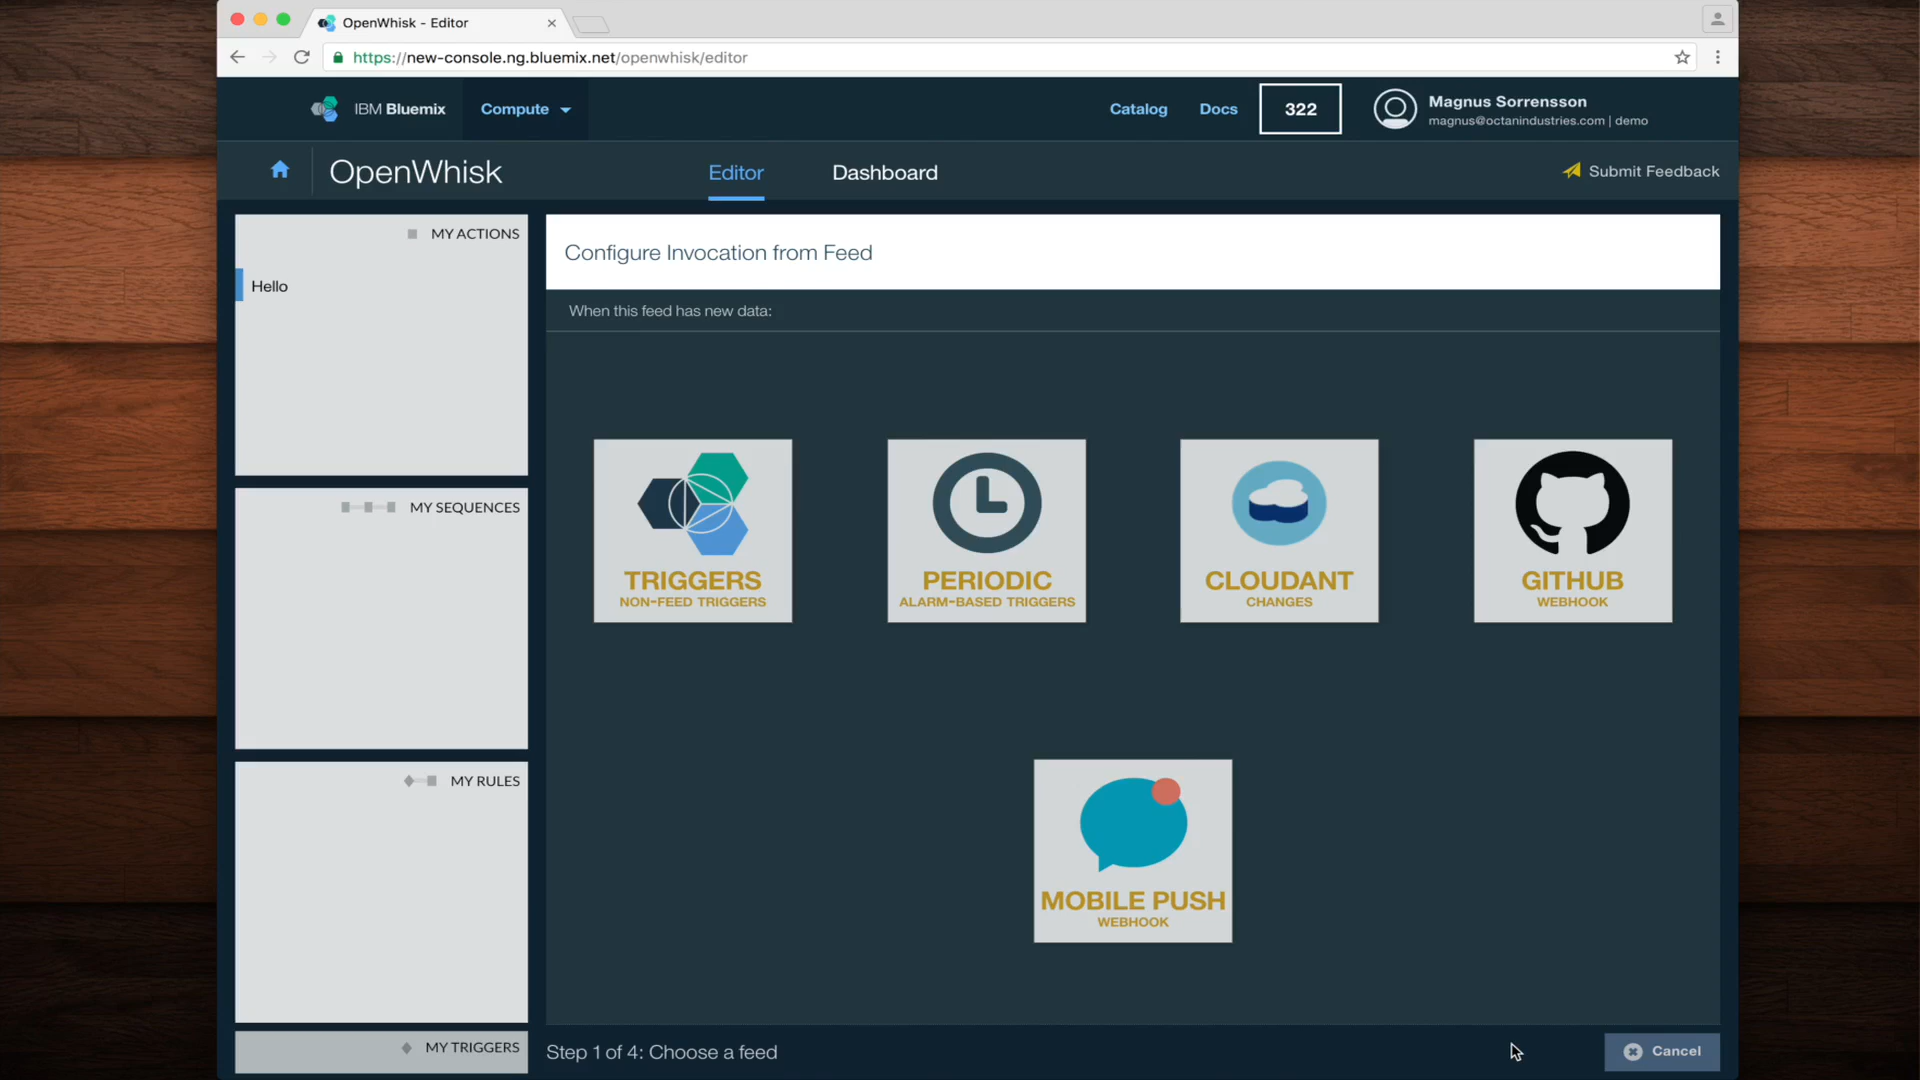 OpenWhisk - Editor
https://new-console.ng.bluemix.net/openwhisk/editor
IBM Bluemix
Compute
Catalog
Docs
322
Magnus Sorrensson
magnus@octanindustries.com | demo
OpenWhisk
Editor
Dashboard
Submit Feedback
MY ACTIONS
Hello
MY SEQUENCES
MY RULES
MY TRIGGERS
Configure Invocation from Feed
When this feed has new data:
TRIGGERS
NON-FEED TRIGGERS
PERIODIC
ALARM-BASED TRIGGERS
CLOUDANT
CHANGES
GITHUB
WEBHOOK
MOBILE PUSH
WEBHOOK
Step 1 of 4: Choose a feed
Cancel